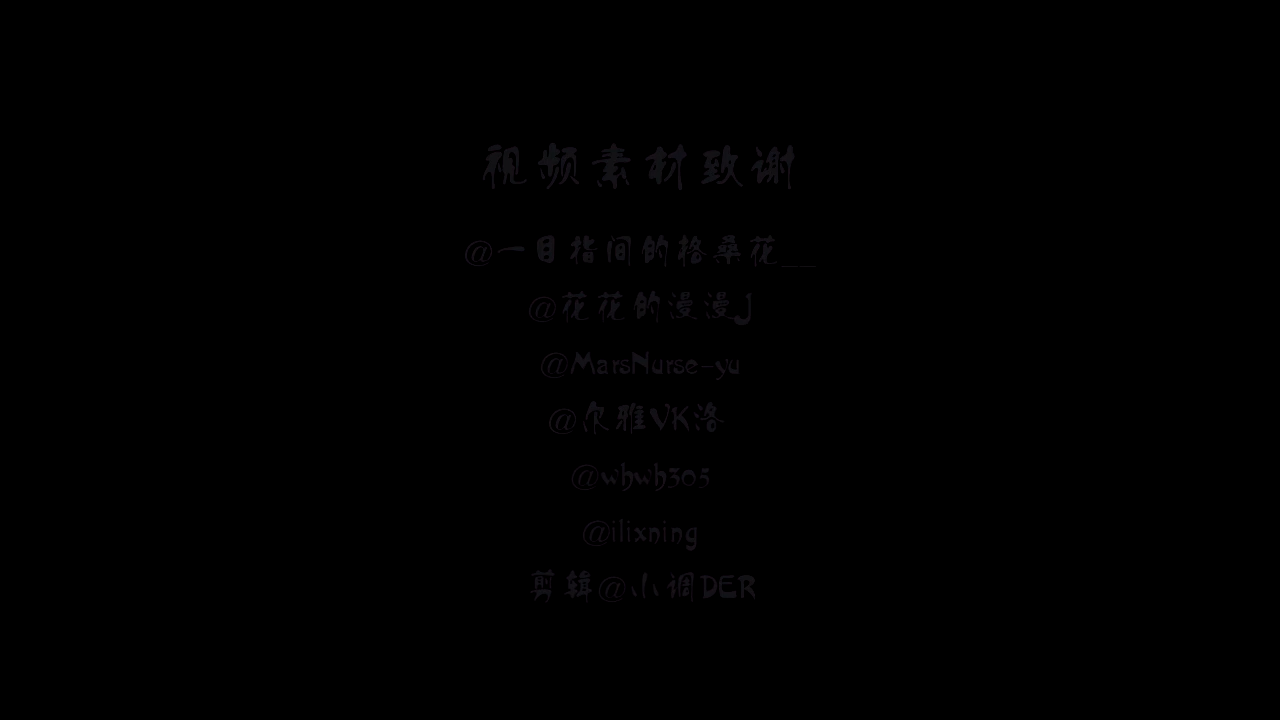 视频素材致谢
@一目指间的格桑花__
@花花的漫漫J
@MarsNurse-yu
@尔雅VK洛
@whwh305
@ilixning
剪辑@小调DER